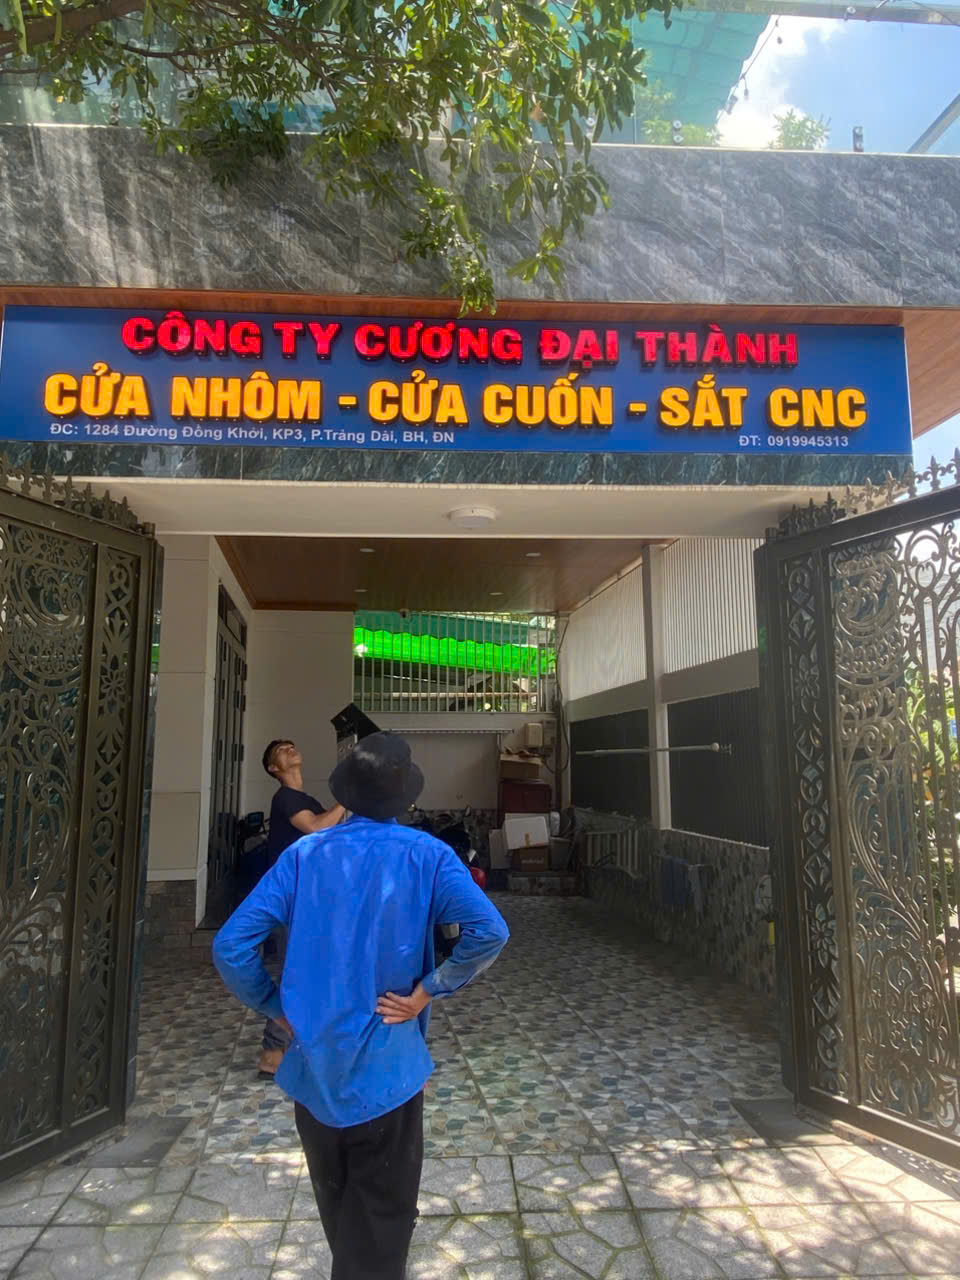 CÔNG TY CƯƠNG ĐẠI THÀNH
CỬA NHÔM - CỬA CUỐN - SẮT CNC
ĐC: 1284 Đường Đồng Khởi, KP3, P.Trảng Dài, BH, ĐN
ĐT: 0919945313